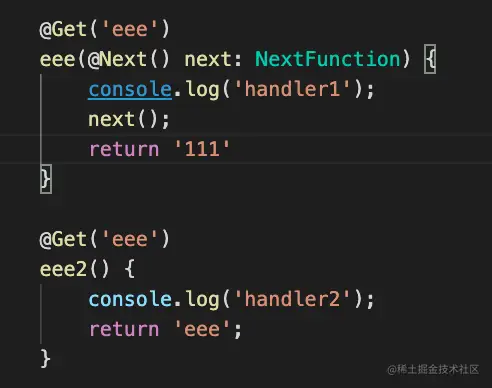 @Get('eee')
eee(@Next() next: NextFunction) {
console.log('handler1');
next();
return '111'
}
@Get('eee')
eee2() {
console.log('handler2');
return 'eee';
}
@稀土掘金技术社区